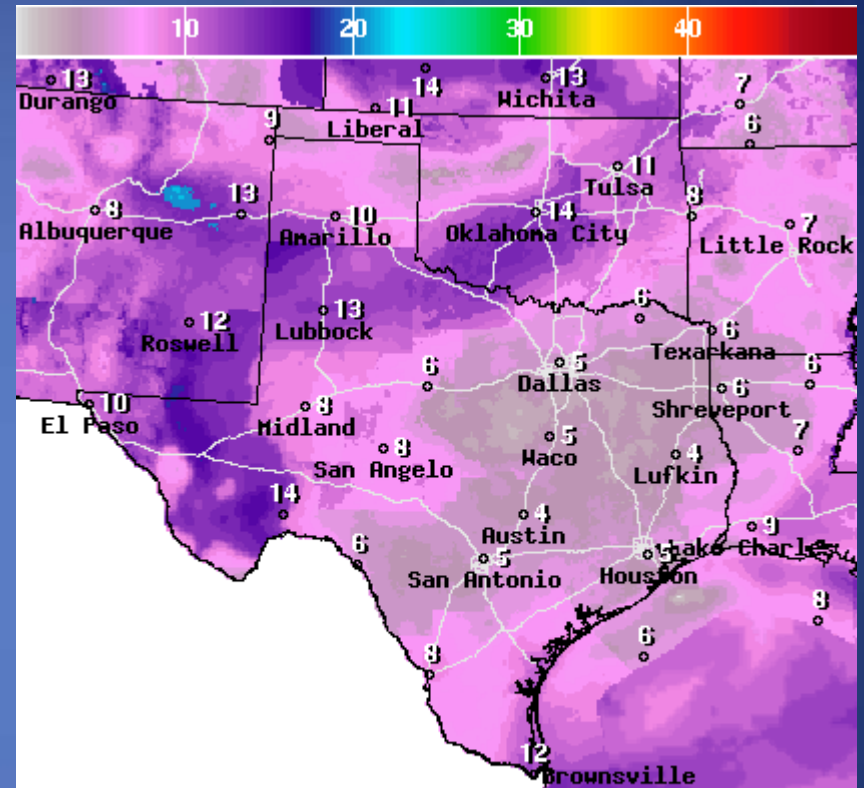 10 20 30 40
13
Durango
14
13
Wichita
11
Liberal
7
6
9
11
Tulsa
8
Albuquerque
13
10
Amarillo
14
Oklahoma City
8
7
Little Rock
12
Roswell
13
Lubbock
6
6
Texarkana
5
Dallas
6
6
Shreveport
6
10
El Paso
8
Midland
8
San Angelo
5
Waco
4
Lufkin
7
14
4
Austin
9
Lake Charles
6
5
San Antonio
5
Houston
8
6
8
12
Brownsville